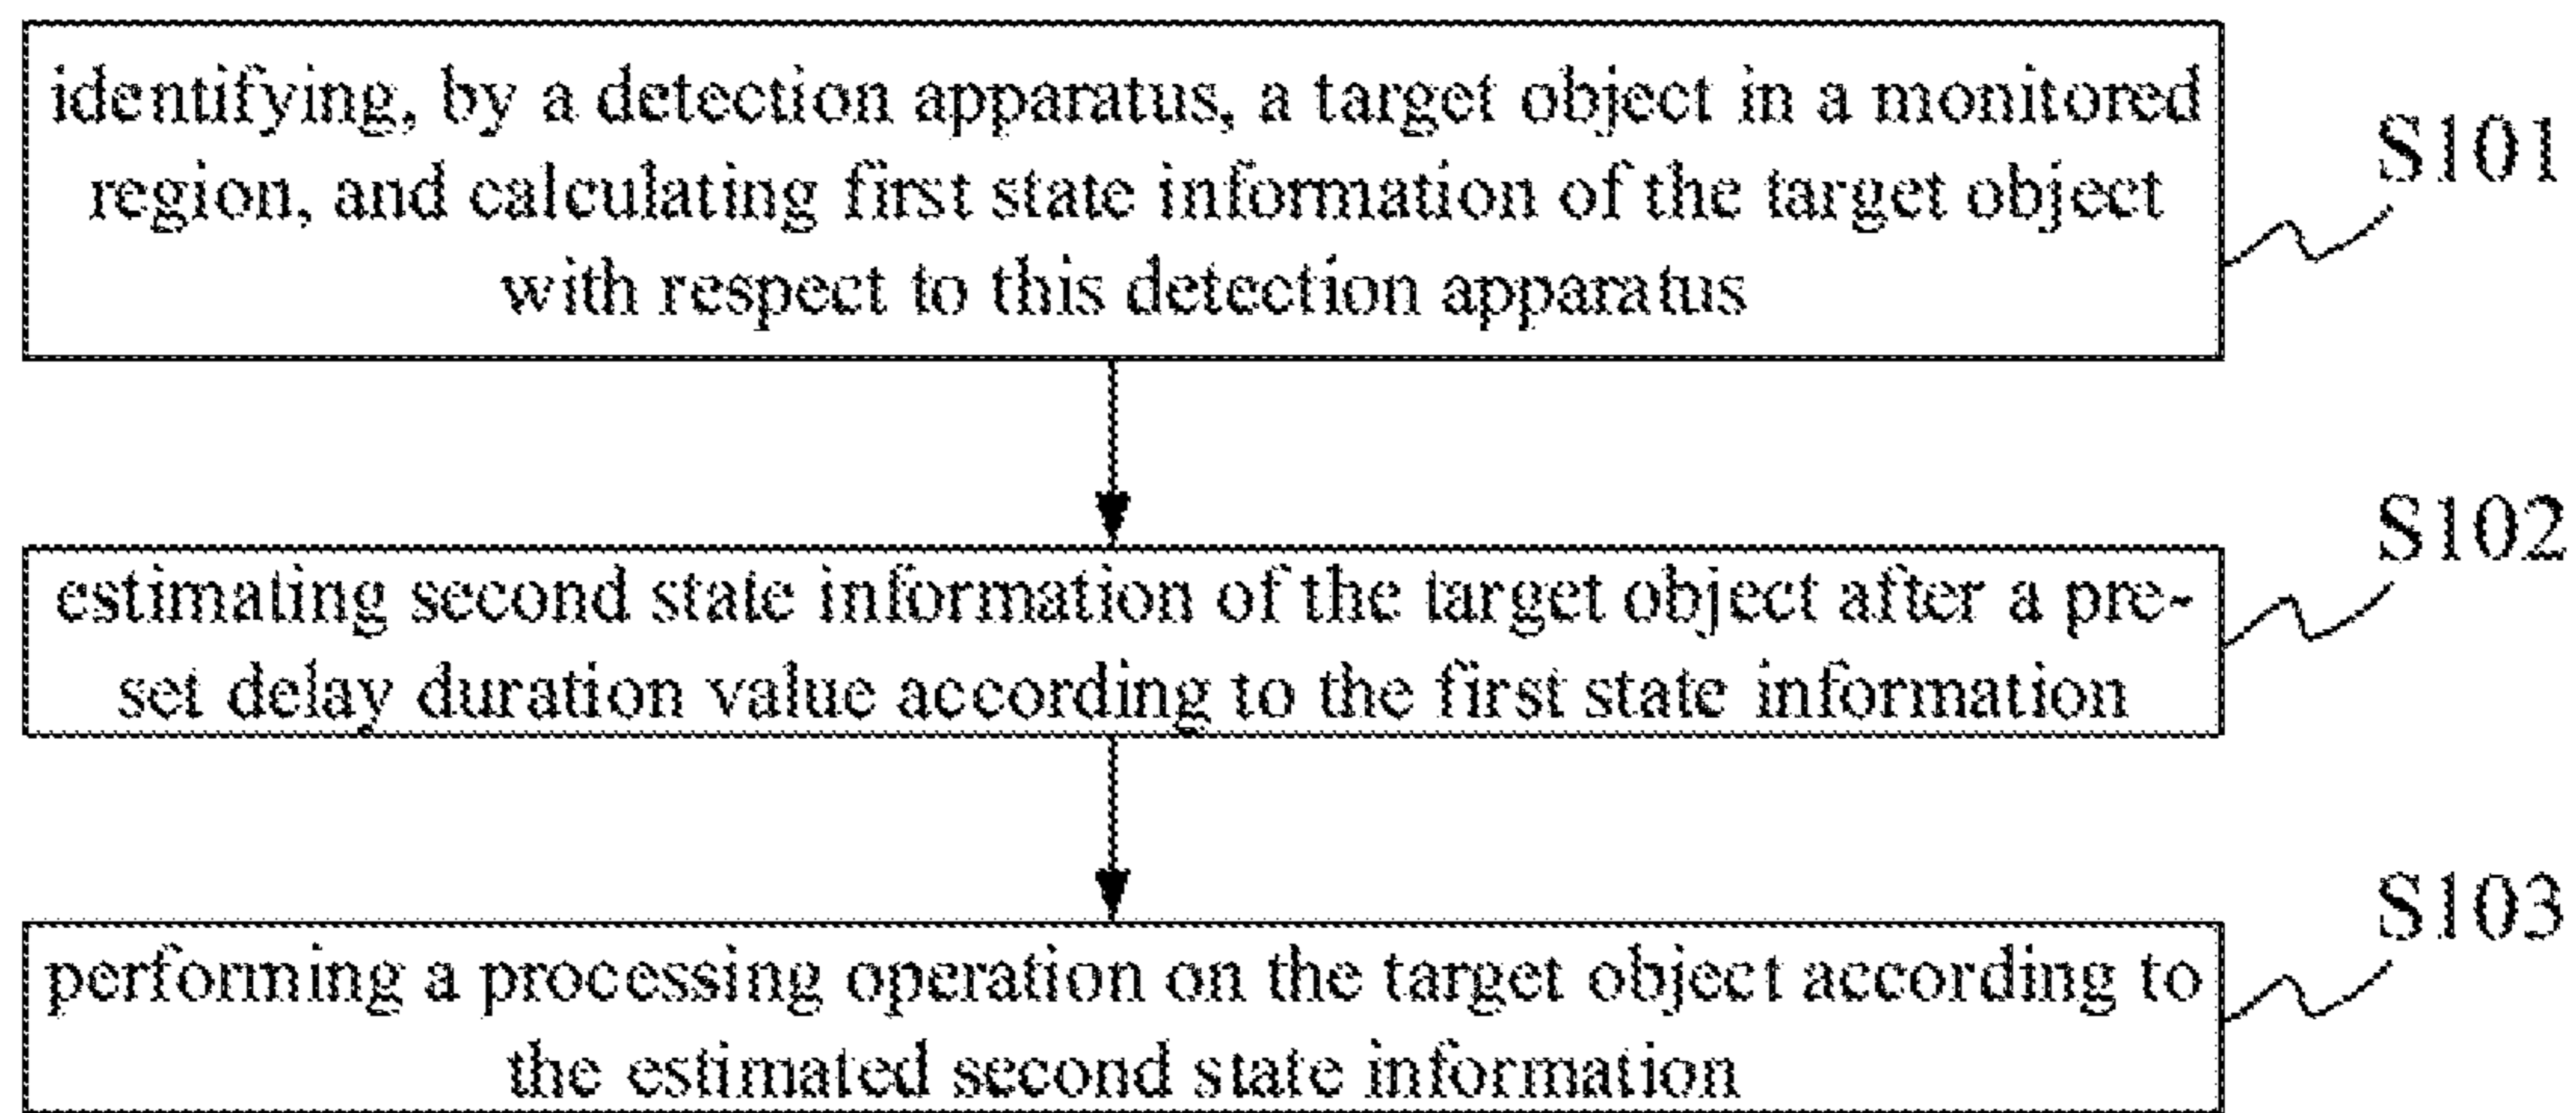 identifying, by a detection apparatus, a target object in a monitored
region, and calculating first state information of the target object
with respect to this detection apparatus
S101
estimating second state information of the target object after a pre-
set delay duration value according to the first state information
S102
performing a processing operation on the target object according to
the estimated second state information
S103